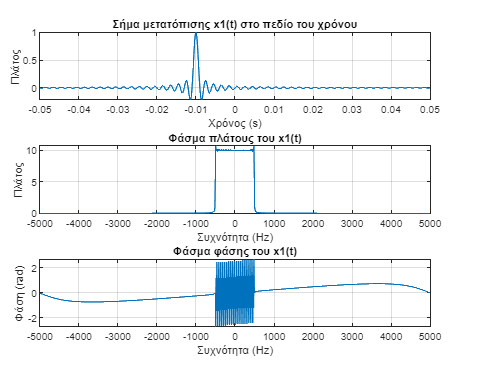 Σήμα μετατόπισης x1(t) στο πεδίο του χρόνου
Πλάτος
1
0.5
0
-0.05 -0.04 -0.03 -0.02 -0.01 0 0.01 0.02 0.03 0.04 0.05
Χρόνος (s)
Φάσμα πλάτους του x1(t)
Πλάτος
10
5
0
-5000 -4000 -3000 -2000 -1000 0 1000 2000 3000 4000 5000
Συχνότητα (Hz)
Φάσμα φάσης του x1(t)
Φάση (rad)
2
0
-2
-5000 -4000 -3000 -2000 -1000 0 1000 2000 3000 4000 5000
Συχνότητα (Hz)